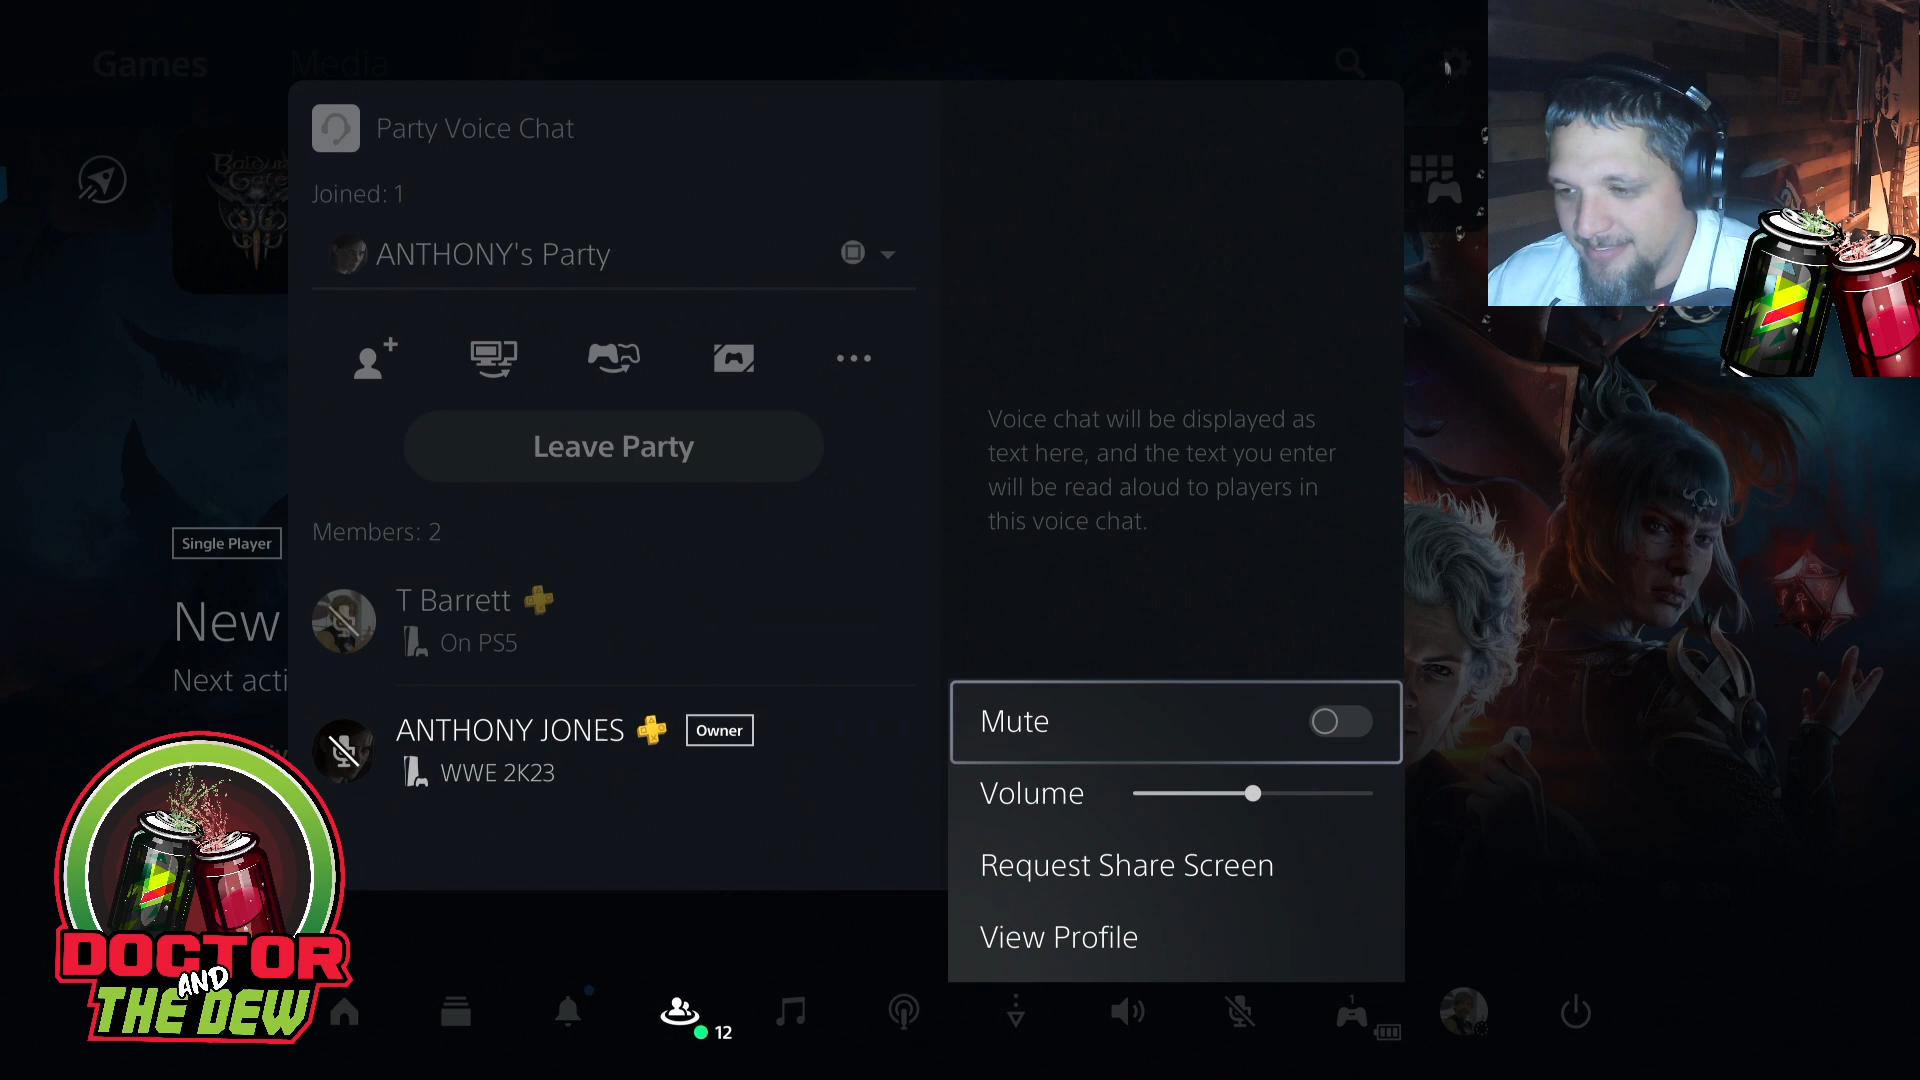 Games
Media
Party Voice Chat
Joined: 1
ANTHONY's Party
Leave Party
Members: 2
T Barrett
On PS5
ANTHONY JONES
Owner
WWE 2K23
Voice chat will be displayed as
text here, and the text you enter
will be read aloud to players in
this voice chat.
Mute
Volume
Request Share Screen
View Profile
Single Player
New
Next acti
DOCTOR
AND
THE DEW
12
1